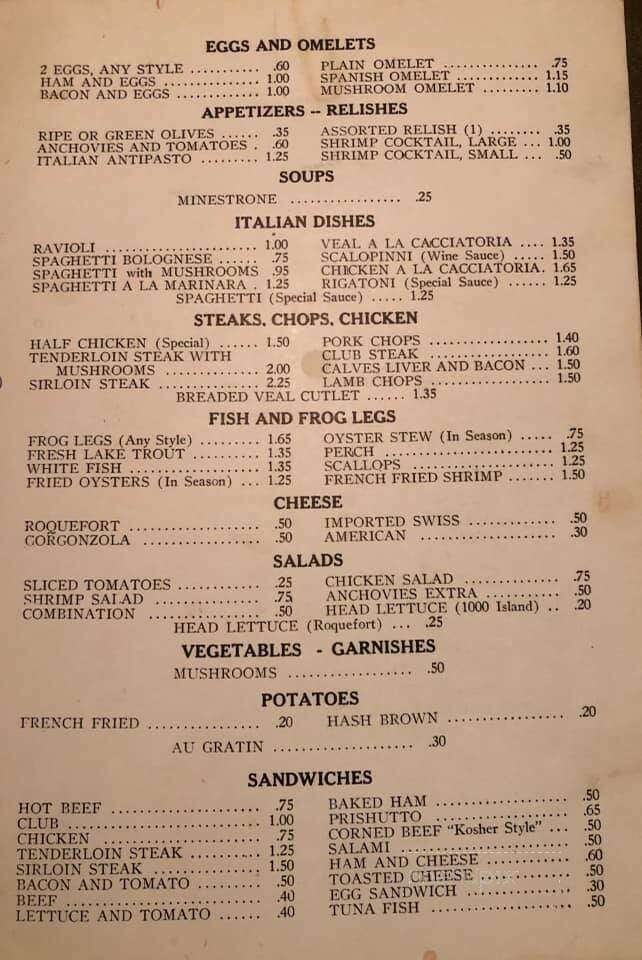 EGGS AND OMELETS
2 EGGS, ANY STYLE ........... .60 PLAIN OMELET .............. .75
HAM AND EGGS .............. 1.00 SPANISH OMELET ............ 1.15
BACON AND EGGS ............ 1.00 MUSHROOM OMELET ......... 1.10
APPETIZERS -- RELISHES
RIPE OR GREEN OLIVES ...... .35 ASSORTED RELISH (1) ........ .35
ANCHOVIES AND TOMATOES . .60 SHRIMP COCKTAIL, LARGE ... 1.00
ITALIAN ANTIPASTO ......... 1.25 SHRIMP COCKTAIL, SMALL ... .50
SOUPS
MINESTRONE ................. .25
ITALIAN DISHES
RAVIOLI ...................... 1.00 VEAL A LA CACCIATORIA .... 1.35
SPAGHETTI BOLOGNESE ...... .75 SCALOPINNI (Wine Sauce) ..... 1.50
SPAGHETTI with MUSHROOMS .95 CHICKEN A LA CACCIATORIA. 1.65
SPAGHETTI A LA MARINARA . 1.25 RIGATONI (Special Sauce) ...... 1.25
SPAGHETTI (Special Sauce) ..... 1.25
STEAKS, CHOPS, CHICKEN
HALF CHICKEN (Special) ...... 1.50 PORK CHOPS .................. 1.40
TENDERLOIN STEAK WITH CLUB STEAK .................. 1.60
MUSHROOMS .............. 2.00 CALVES LIVER AND BACON ... 1.50
SIRLOIN STEAK ............... 2.25 LAMB CHOPS ................. 1.50
BREADED VEAL CUTLET ...... 1.35
FISH AND FROG LEGS
FROG LEGS (Any Style) ......... 1.65 OYSTER STEW (In Season) ..... .75
FRESH LAKE TROUT .......... 1.35 PERCH ....................... 1.25
WHITE FISH ................... 1.35 SCALLOPS .................... 1.25
FRIED OYSTERS (In Season) ... 1.25 FRENCH FRIED SHRIMP ....... 1.50
CHEESE
ROQUEFORT ................... .50 IMPORTED SWISS ............. .50
GORGONZOLA ................. .50 AMERICAN .................... .30
SALADS
SLICED TOMATOES ............ .25 CHICKEN SALAD .............. .75
SHRIMP SALAD ............... .75 ANCHOVIES EXTRA ........... .50
COMBINATION ................ .50 HEAD LETTUCE (1000 Island) .. .20
HEAD LETTUCE (Roquefort) ... .25
VEGETABLES - GARNISHES
MUSHROOMS .................. .50
POTATOES
FRENCH FRIED ............... .20 HASH BROWN ................. .20
AU GRATIN .................... .30
SANDWICHES
HOT BEEF .................... .75 BAKED HAM .................. .50
CLUB ......................... 1.00 PRISHUTTO ................... .65
CHICKEN ..................... .75 CORNED BEEF "Kosher Style" ... .50
TENDERLOIN STEAK .......... 1.25 SALAMI ...................... .50
SIRLOIN STEAK .............. 1.50 HAM AND CHEESE ............ .60
BACON AND TOMATO ......... .50 TOASTED CHEESE ............. .50
BEEF ......................... .40 EGG SANDWICH ............... .30
LETTUCE AND TOMATO ....... .40 TUNA FISH ................... .50